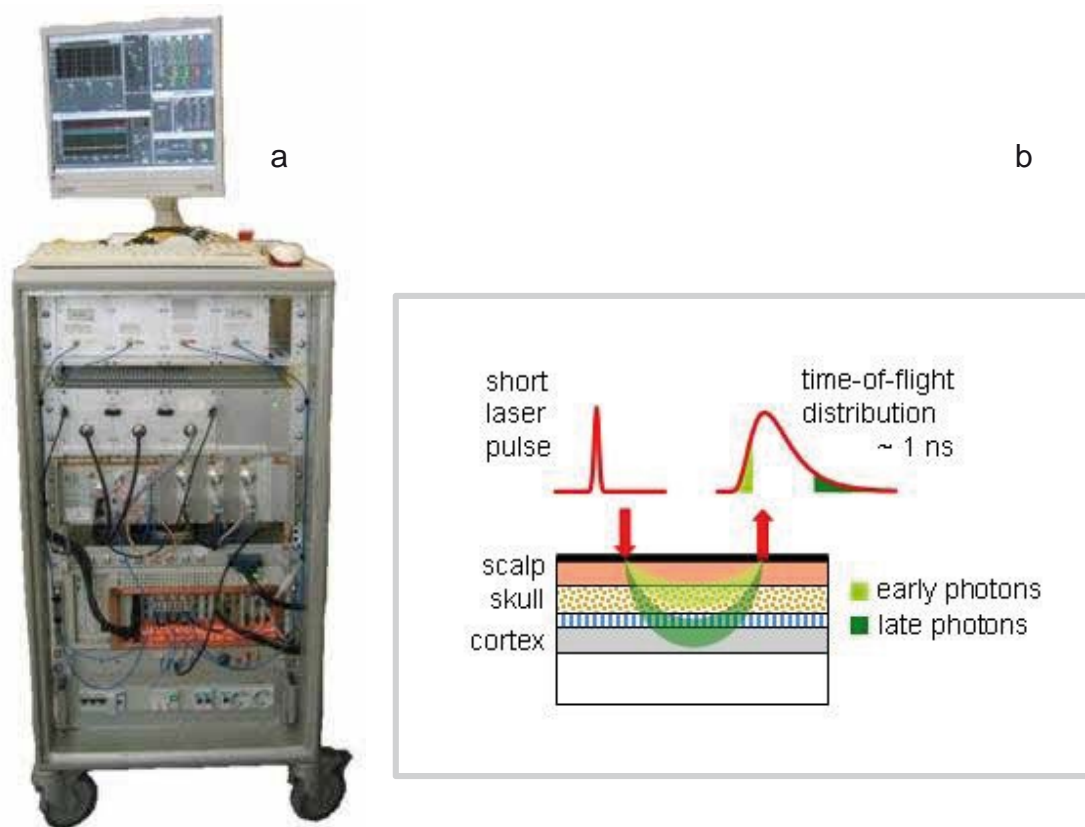 a
b
short
laser
pulse
time-of-flight
distribution
~ 1 ns
scalp
skull
cortex
early photons
late photons